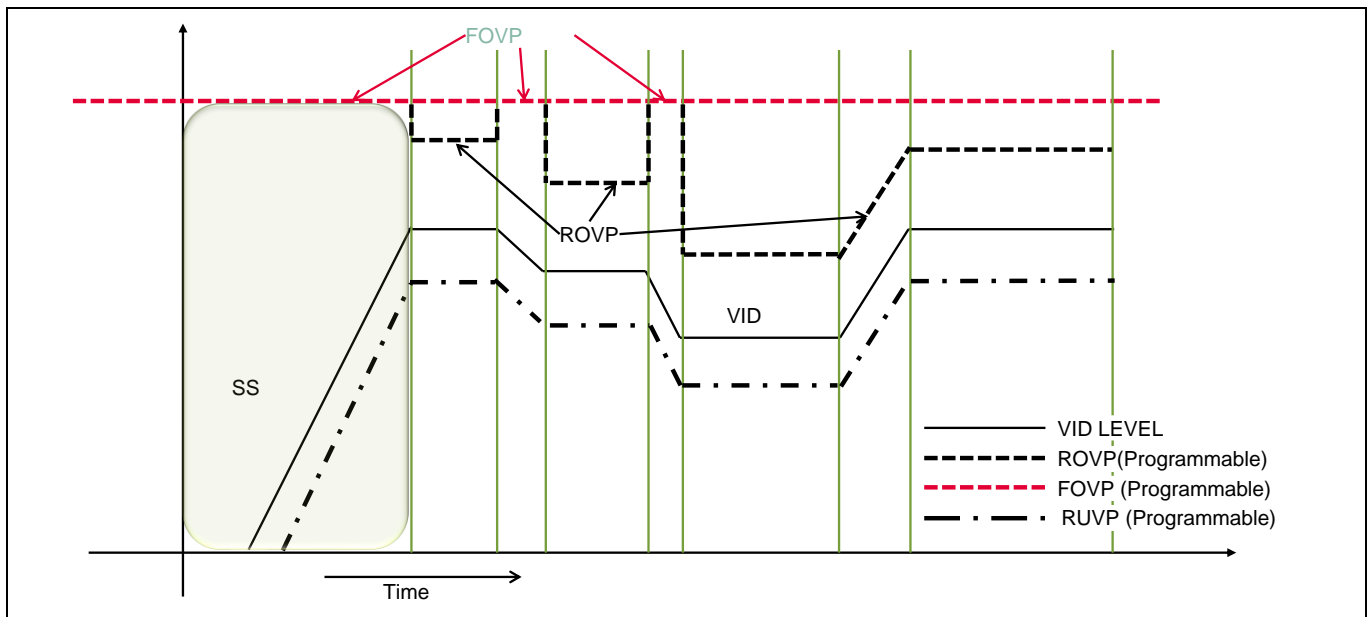 FOVP
ROVP
VID
SS
VID LEVEL
ROVP(Programmable)
FOVP (Programmable)
RUVP (Programmable)
Time